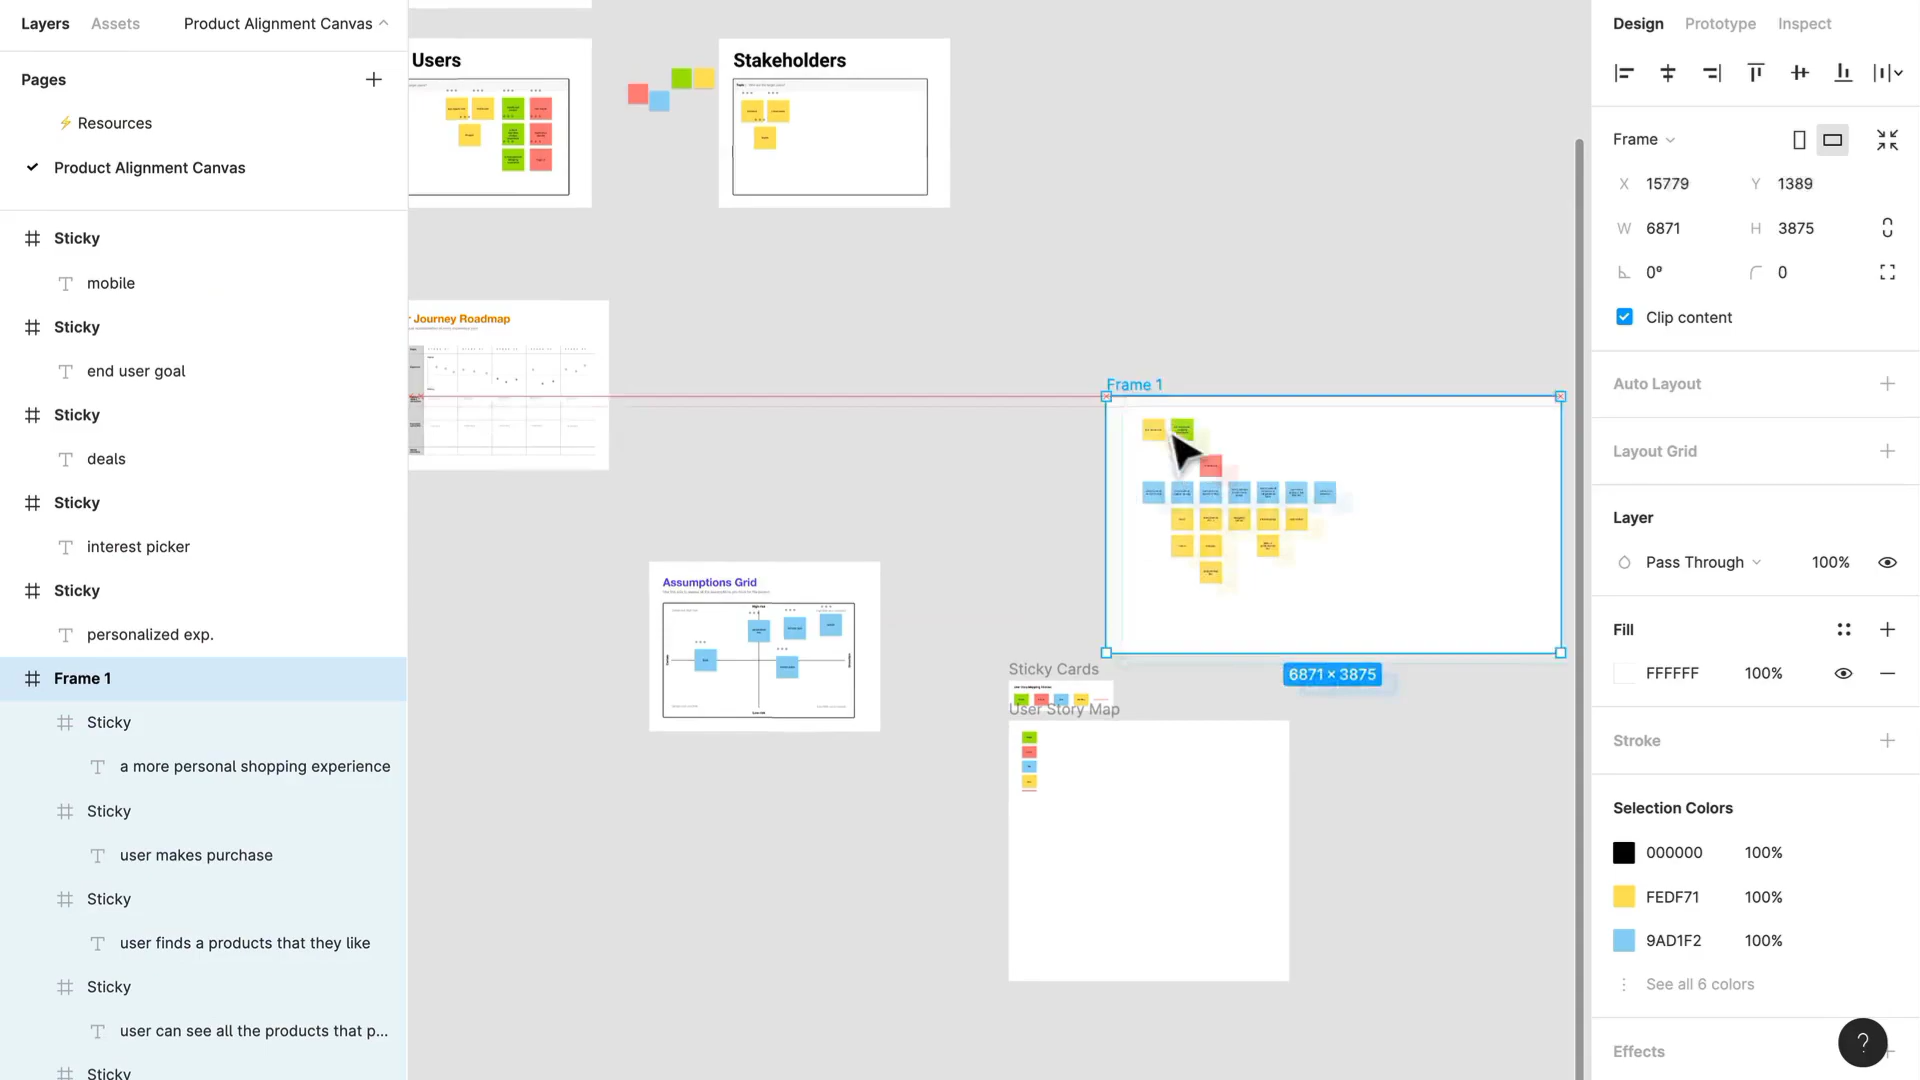 Layers
Assets
Product Alignment Canvas
Pages
Resources
Product Alignment Canvas
Sticky
mobile
Sticky
end user goal
Sticky
deals
Sticky
interest picker
Sticky
personalized exp.
Frame 1
Sticky
a more personal shopping experience
Sticky
user makes purchase
Sticky
user finds a products that they like
Sticky
user can see all the products that p...
Sticky
Users
Stakeholders
Journey Roadmap
Assumptions Grid
Frame 1
6871 × 3875
Sticky Cards
User Story Map
Design
Prototype
Inspect
Frame
X 15779
Y 1389
W 6871
H 3875
0°
0
Clip content
Auto Layout
Layout Grid
Layer
Pass Through
100%
Fill
FFFFFF
100%
Stroke
Selection Colors
000000
100%
FEDF71
100%
9AD1F2
100%
See all 6 colors
Effects
?